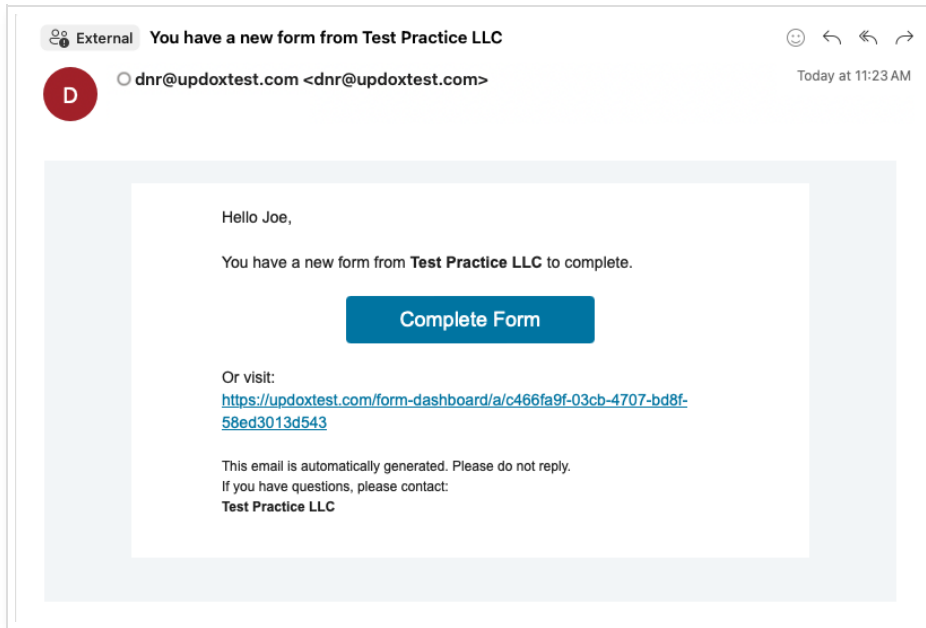 External You have a new form from Test Practice LLC
D
dnr@updoxtest.com <dnr@updoxtest.com>
Today at 11:23 AM
Hello Joe,
You have a new form from Test Practice LLC to complete.
Complete Form
Or visit:
https://updoxtest.com/form-dashboard/a/c466fa9f-03cb-4707-bd8f-
58ed3013d543
This email is automatically generated. Please do not reply.
If you have questions, please contact:
Test Practice LLC